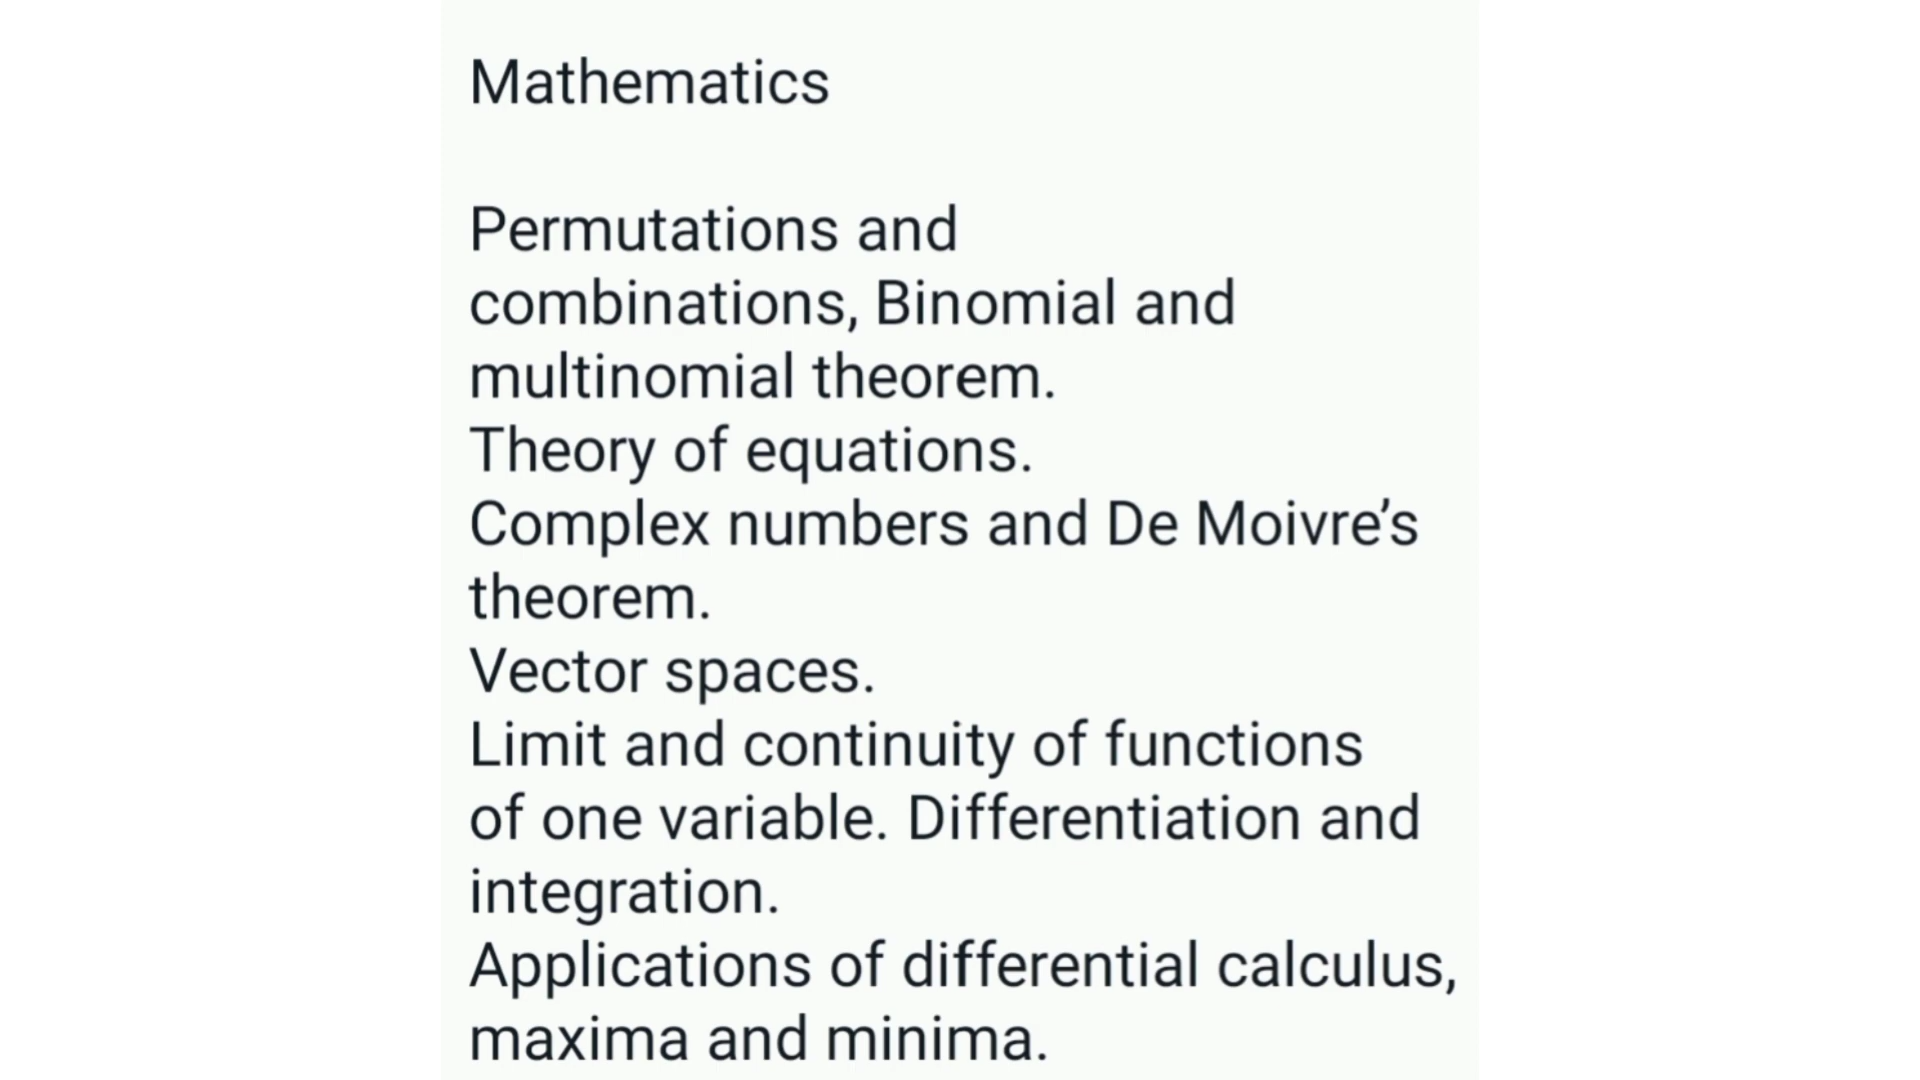 Mathematics
Permutations and
combinations, Binomial and
multinomial theorem.
Theory of equations.
Complex numbers and De Moivre’s
theorem.
Vector spaces.
Limit and continuity of functions
of one variable. Differentiation and
integration.
Applications of differential calculus,
maxima and minima.